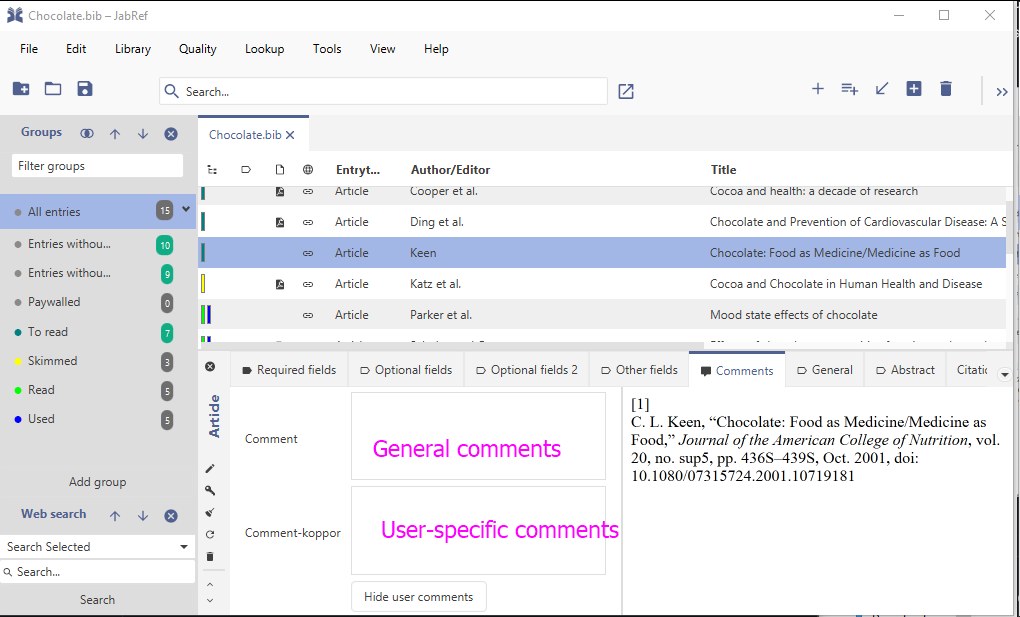 Chocolate.bib – JabRef
File Edit Library Quality Lookup Tools View Help
Search...
Groups
Filter groups
All entries 15
Entries withou... 10
Entries withou... 9
Paywalled 0
To read 7
Skimmed 3
Read 5
Used 5
Add group
Web search
Search Selected
Search...
Search
Chocolate.bib
Entryt... Author/Editor Title
Article Cooper et al. Cocoa and health: a decade of research
Article Ding et al. Chocolate and Prevention of Cardiovascular Disease: A S
Article Keen Chocolate: Food as Medicine/Medicine as Food
Article Katz et al. Cocoa and Chocolate in Human Health and Disease
Article Parker et al. Mood state effects of chocolate
Required fields Optional fields Optional fields 2 Other fields Comments General Abstract Citatio
Article
Comment
General comments
Comment-koppor
User-specific comments
Hide user comments
[1]
C. L. Keen, “Chocolate: Food as Medicine/Medicine as
Food,” Journal of the American College of Nutrition, vol.
20, no. sup5, pp. 436S–439S, Oct. 2001, doi:
10.1080/07315724.2001.10719181